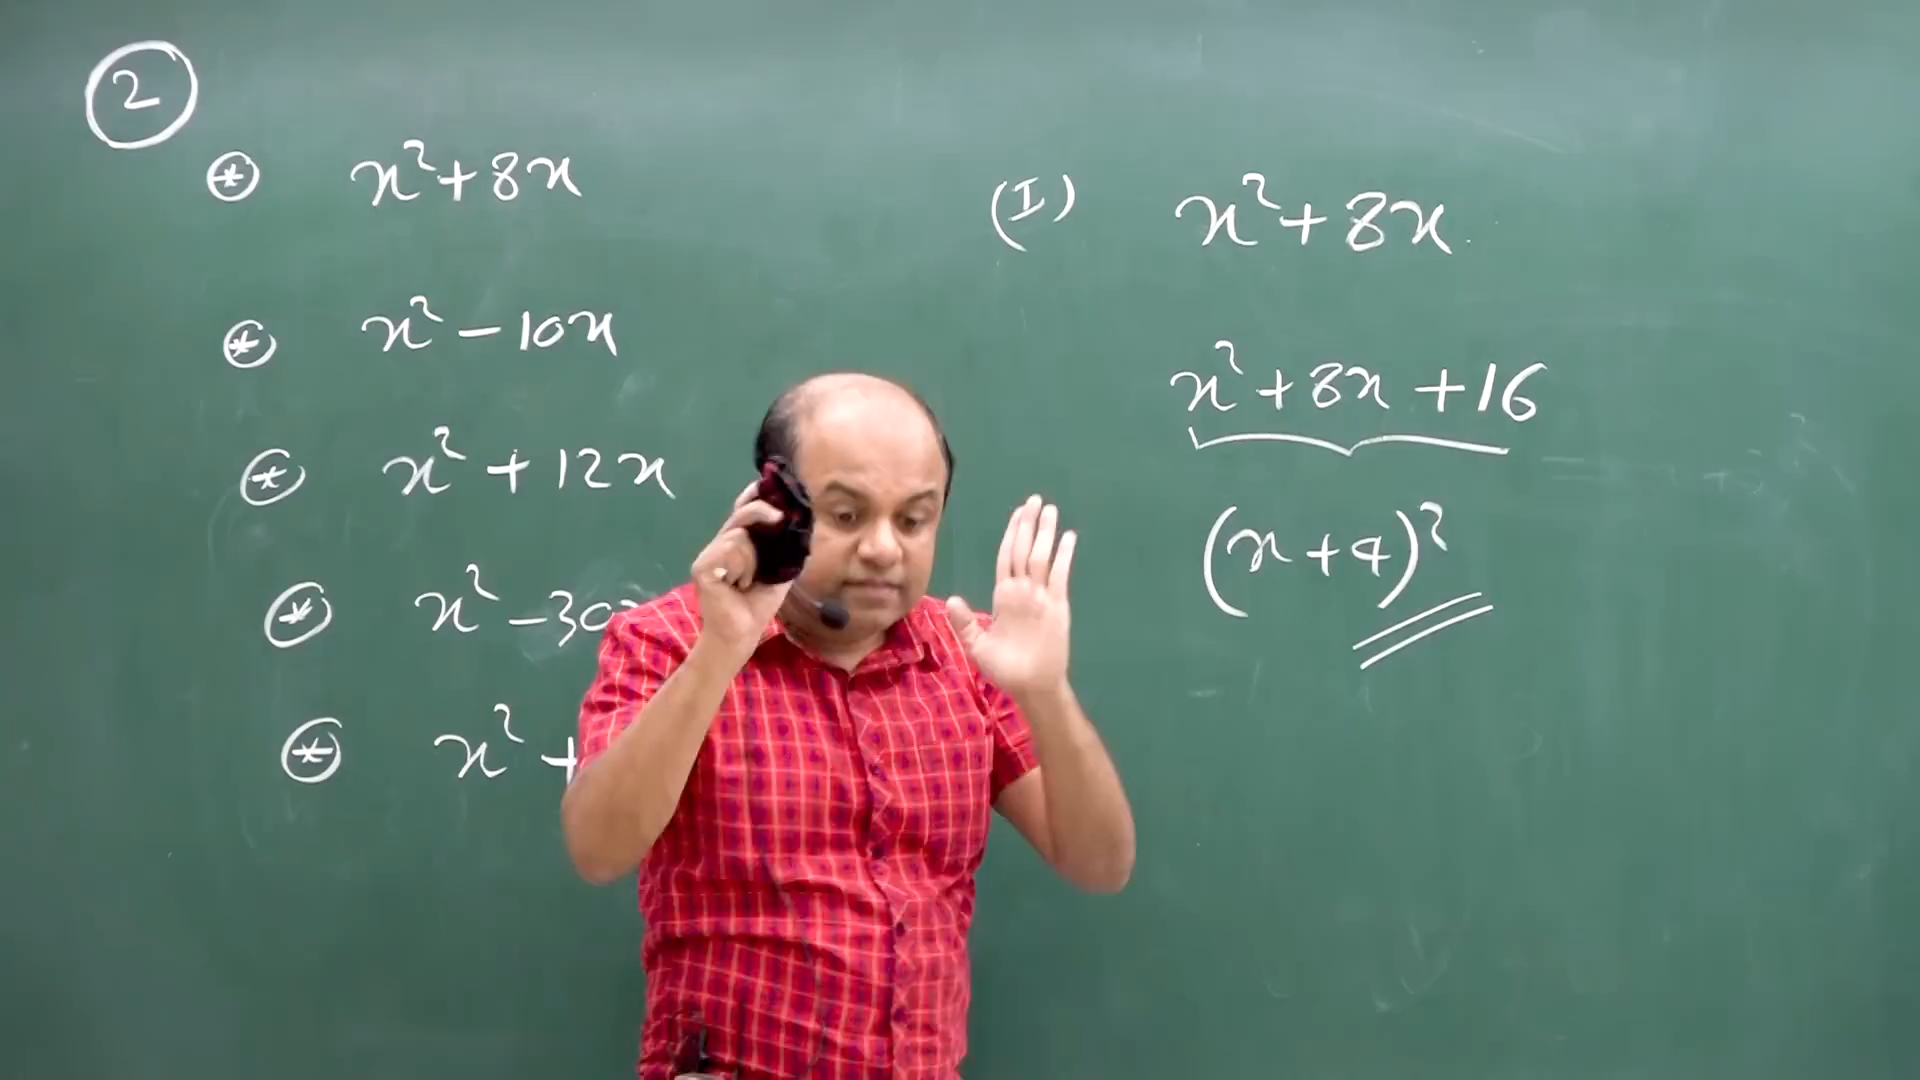 2
* x² + 8x
* x² – 10x
* x² + 12x
* x² – 30
* x² +
(I) x² + 8x
x² + 8x + 16
(x + 4)²